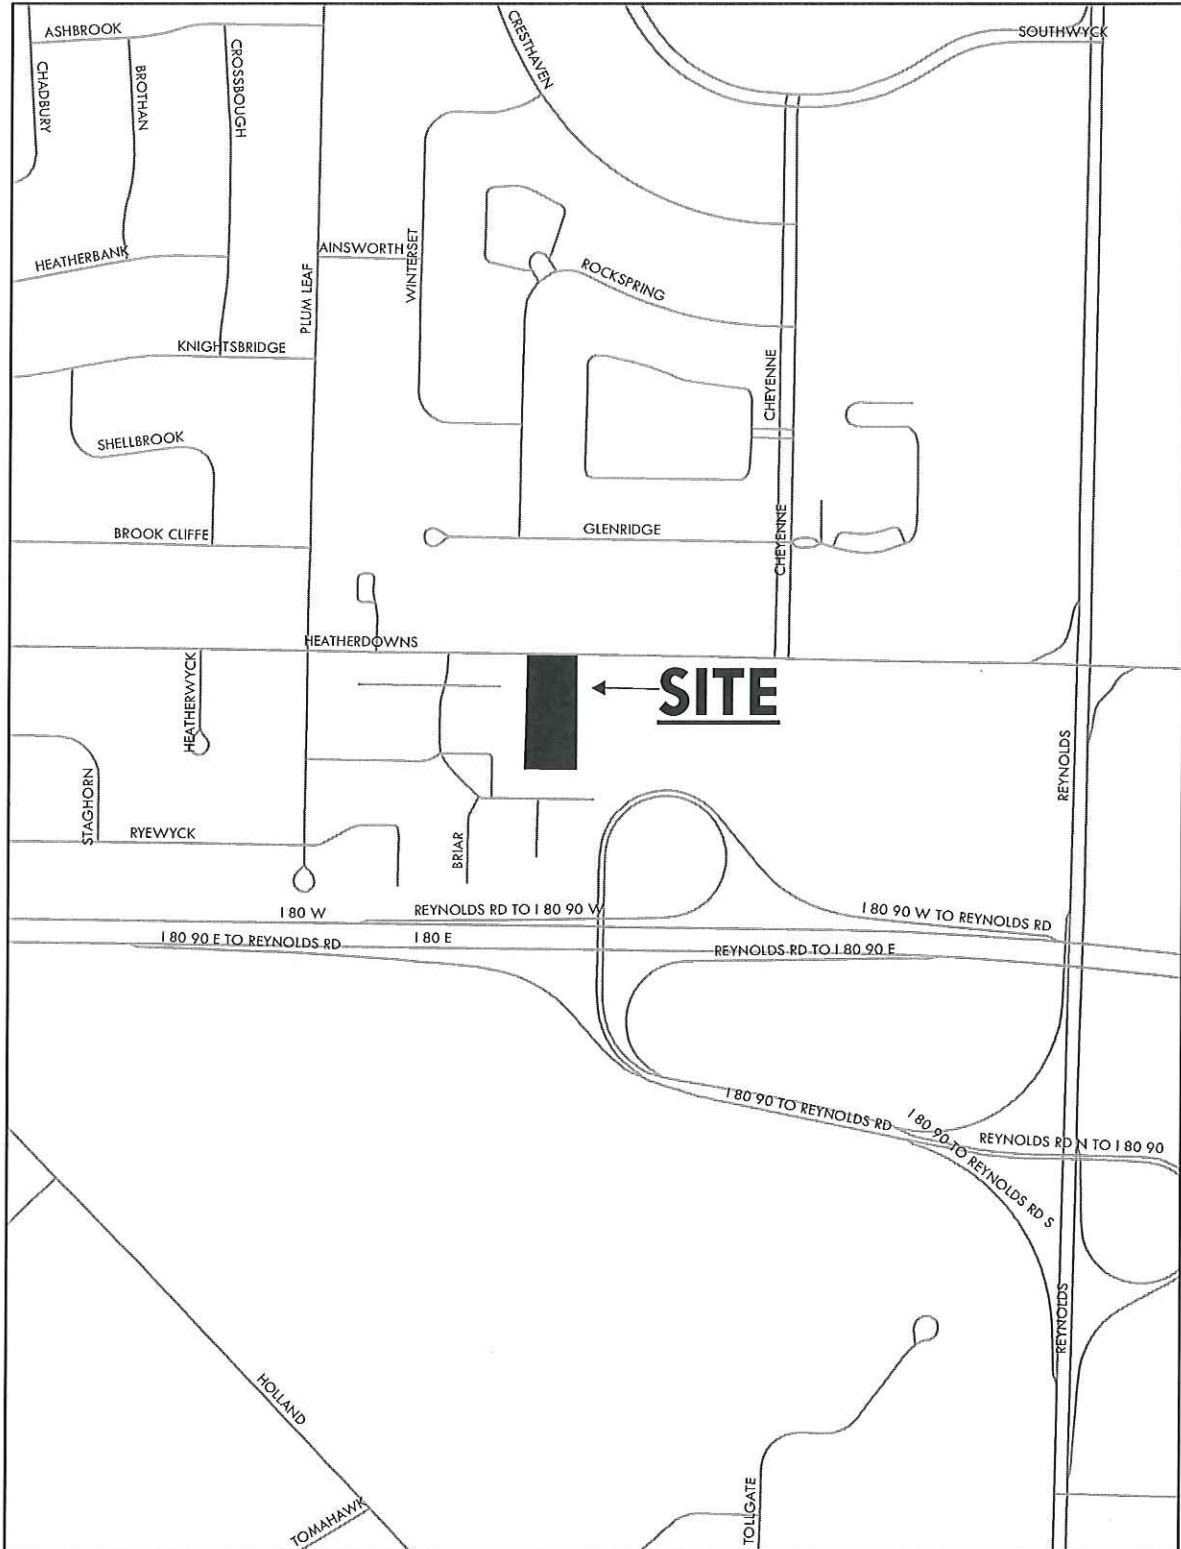 ASHBROOK
CHADBURY
BROTHAN
CROSSBOUGH
CRESTHAVEN
SOUTHWYCK
HEATHERBANK
PLUM LEAF
AINSWORTH
WINTERSET
ROCKSPRING
KNIGHTSBRIDGE
CHEYENNE
SHELLBROOK
BROOK CLIFFE
GLENRIDGE
CHEYENNE
HEATHERDOWNS
HEATHERWYCK
SITE
REYNOLDS
STAGHORN
RYEWYCK
BRIAR
I 80 W
REYNOLDS RD TO I 80 90 W
I 80 90 W TO REYNOLDS RD
I 80 90 E TO REYNOLDS RD
I 80 E
REYNOLDS RD TO I 80 90 E
I 80 90 TO REYNOLDS RD
I 80 90 TO REYNOLDS RD S
REYNOLDS RD N TO I 80 90
REYNOLDS
HOLLAND
TOMAHAWK
TOLLGATE